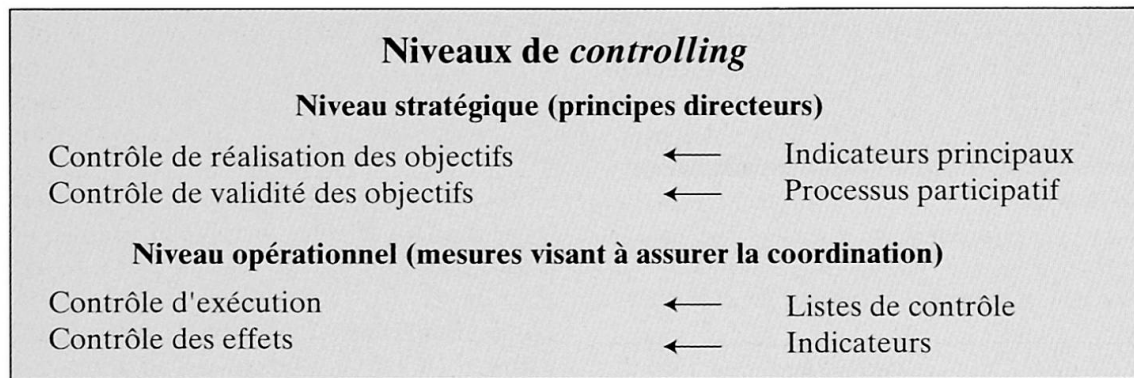 Niveaux de controlling
Niveau stratégique (principes directeurs)
Contrôle de réalisation des objectifs ← Indicateurs principaux
Contrôle de validité des objectifs ← Processus participatif
Niveau opérationnel (mesures visant à assurer la coordination)
Contrôle d'exécution ← Listes de contrôle
Contrôle des effets ← Indicateurs